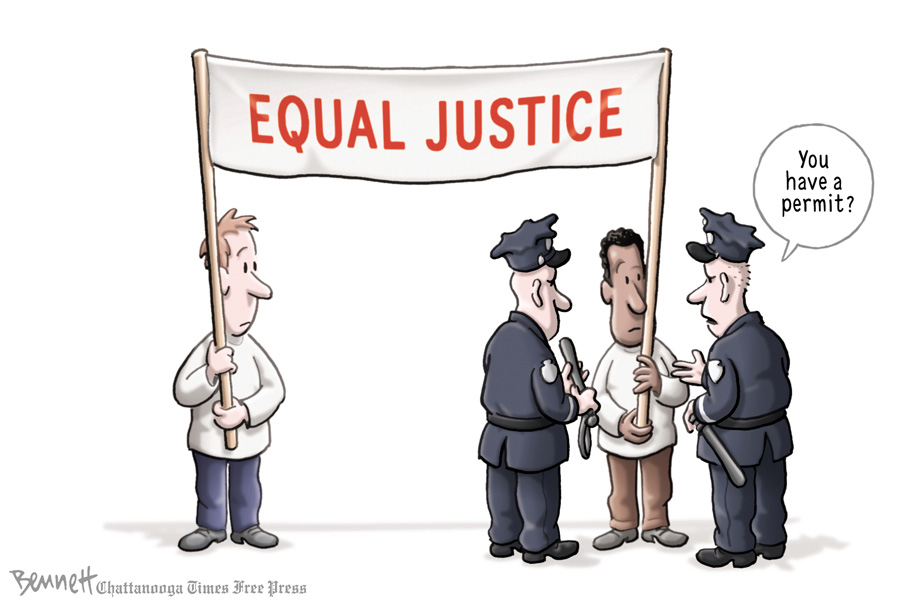 EQUAL JUSTICE
You
have a
permit?
Bennett Chattanooga Times Free Press